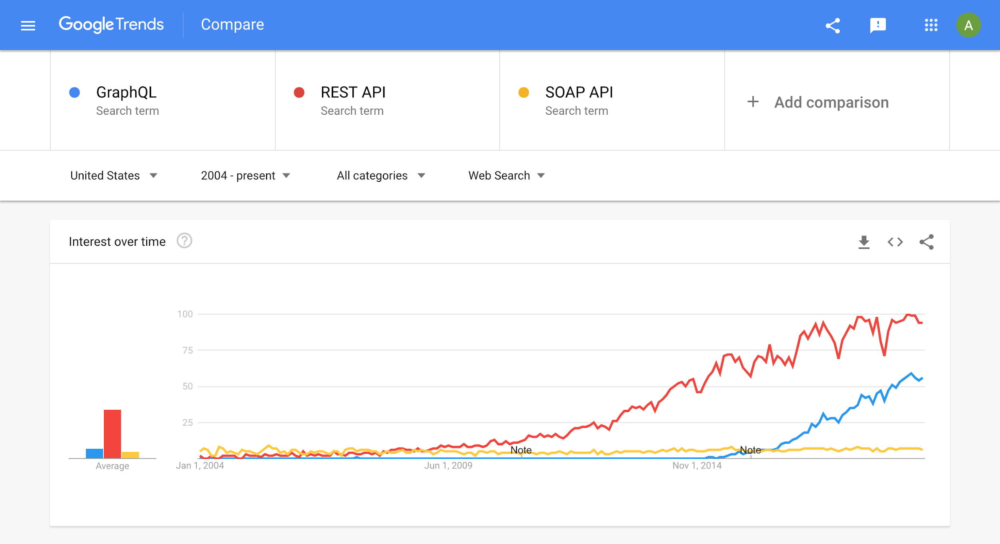 Google Trends
Compare
A
GraphQL
Search term
REST API
Search term
SOAP API
Search term
+ Add comparison
United States
2004 - present
All categories
Web Search
Interest over time
?
100
75
50
25
Note
Note
Average
Jan 1, 2004
Jun 1, 2009
Nov 1, 2014